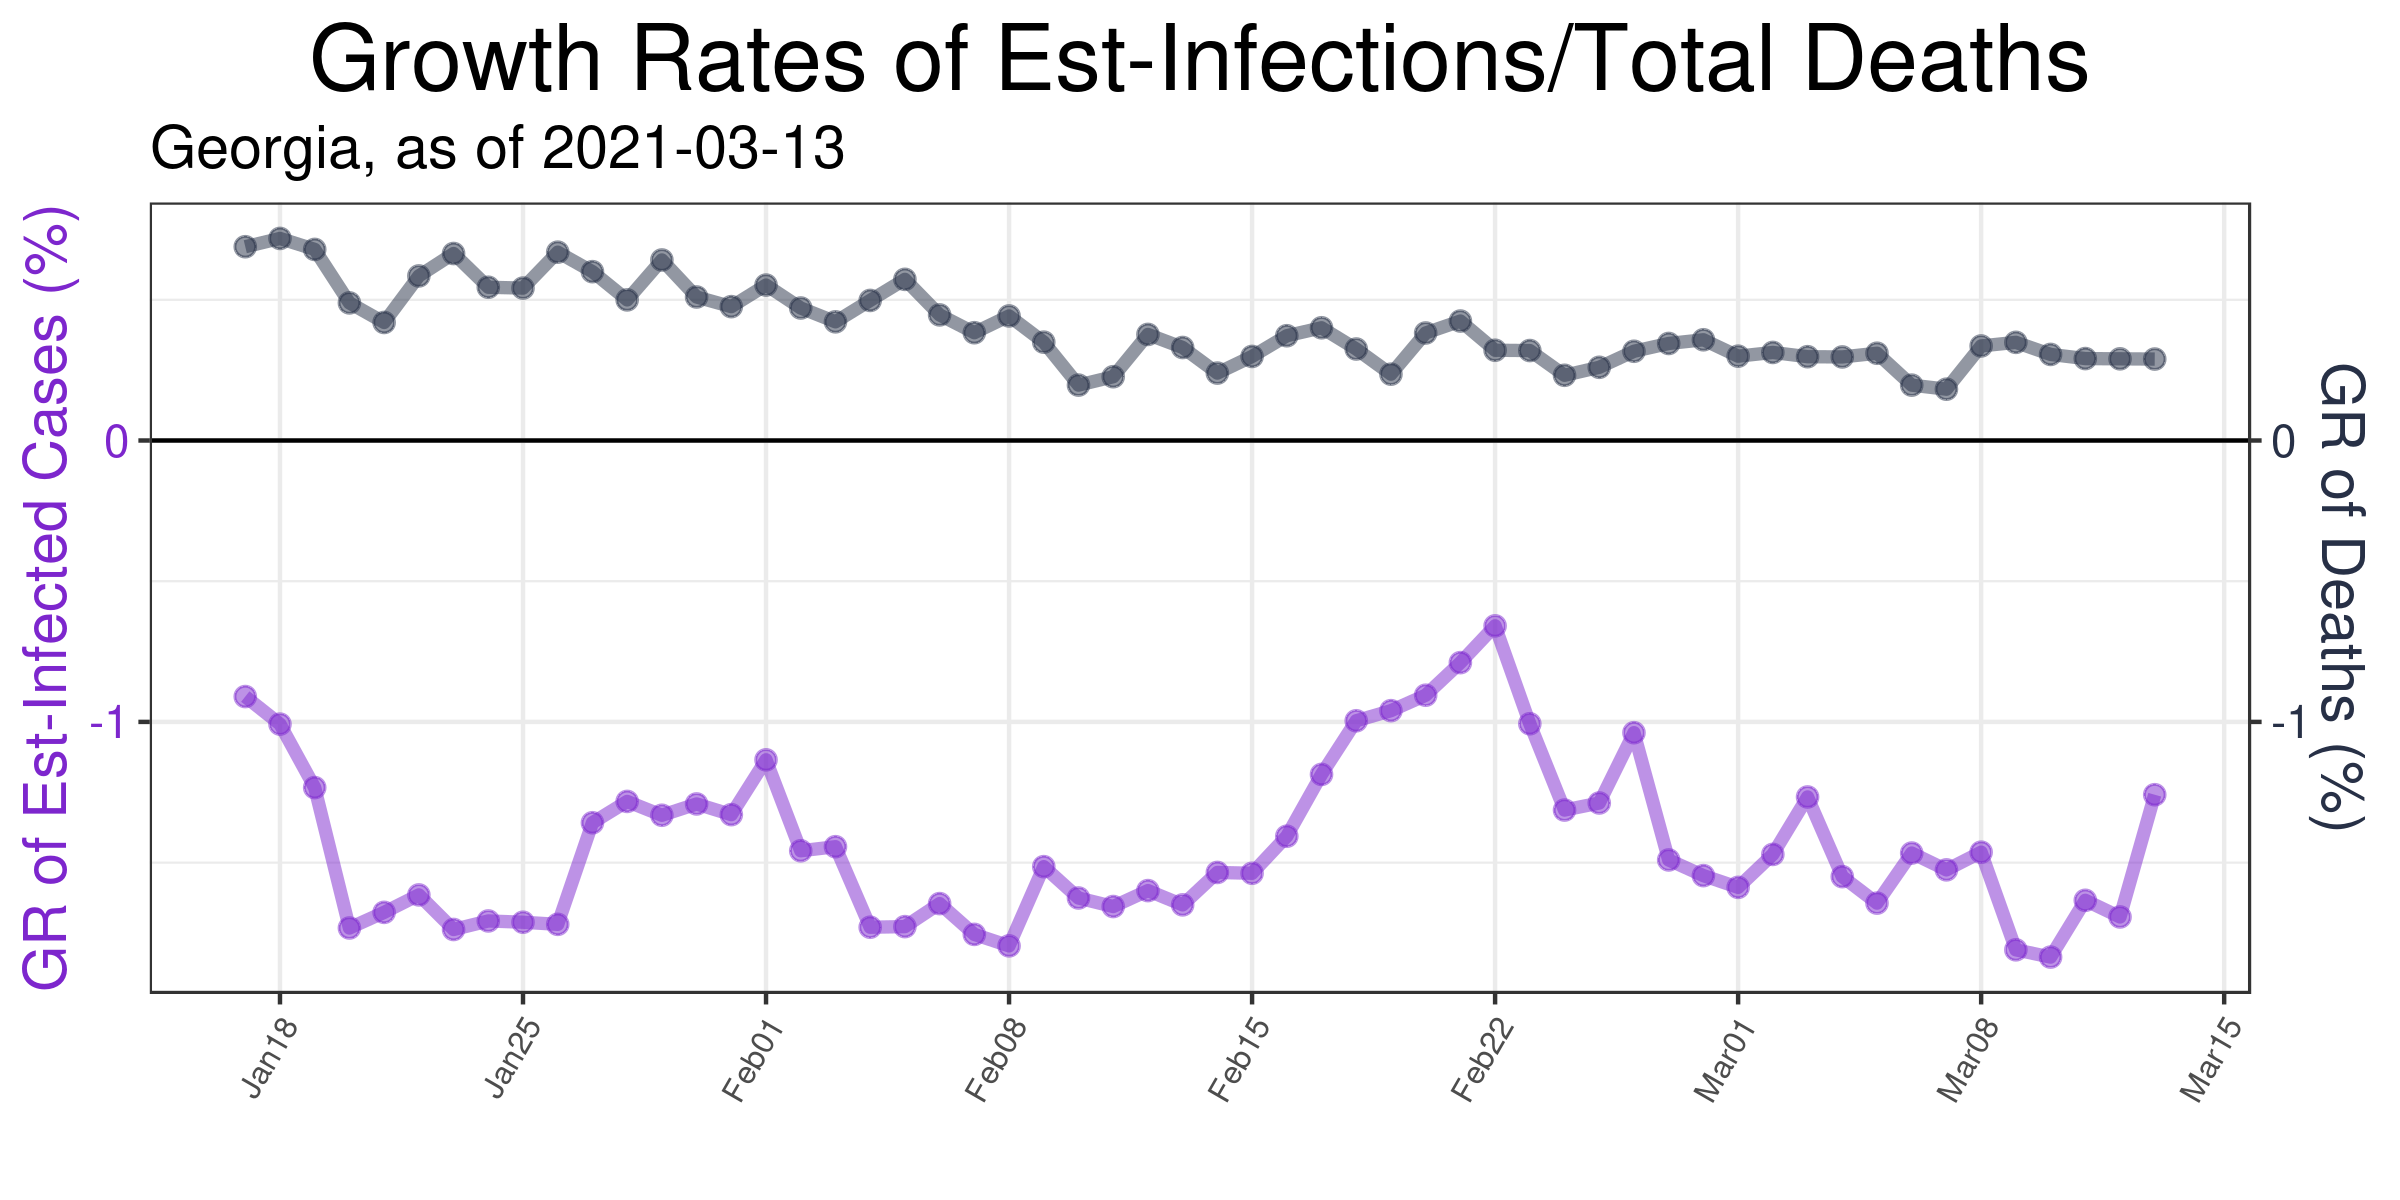 Growth Rates of Est-Infections/Total Deaths
Georgia, as of 2021-03-13
GR of Est-Infected Cases (%)
0
-1
0
-1
GR of Deaths (%)
Jan18
Jan25
Feb01
Feb08
Feb15
Feb22
Mar01
Mar08
Mar15